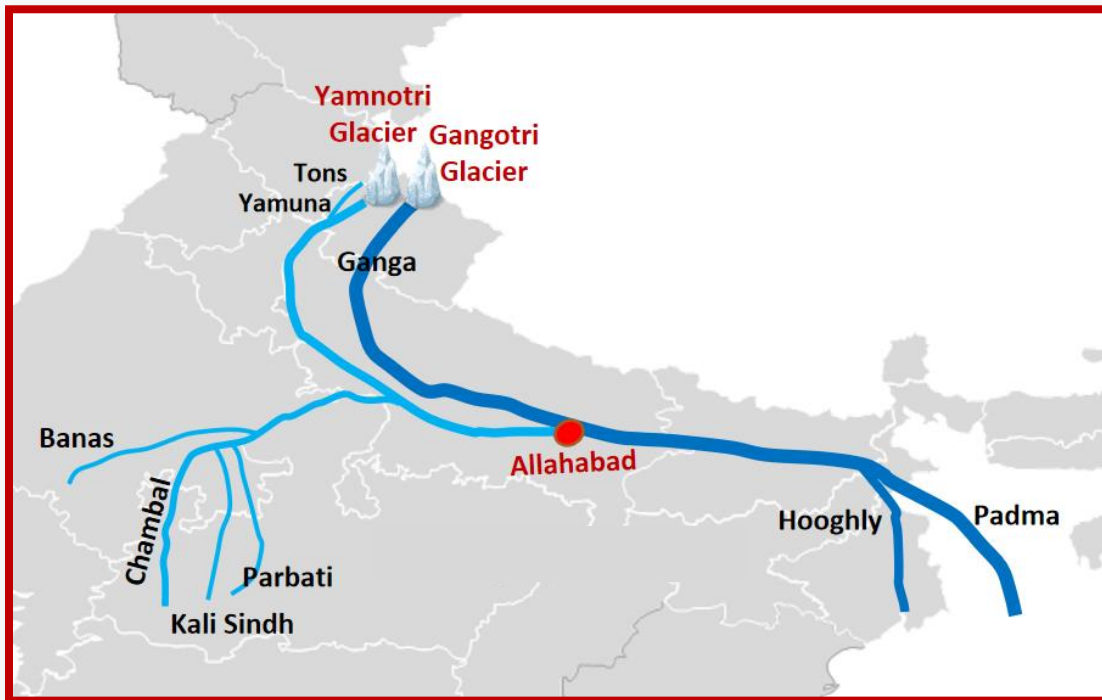 Yamnotri
Glacier
Gangotri
Glacier
Tons
Yamuna
Ganga
Banas
Allahabad
Chambal
Hooghly
Padma
Parbati
Kali Sindh